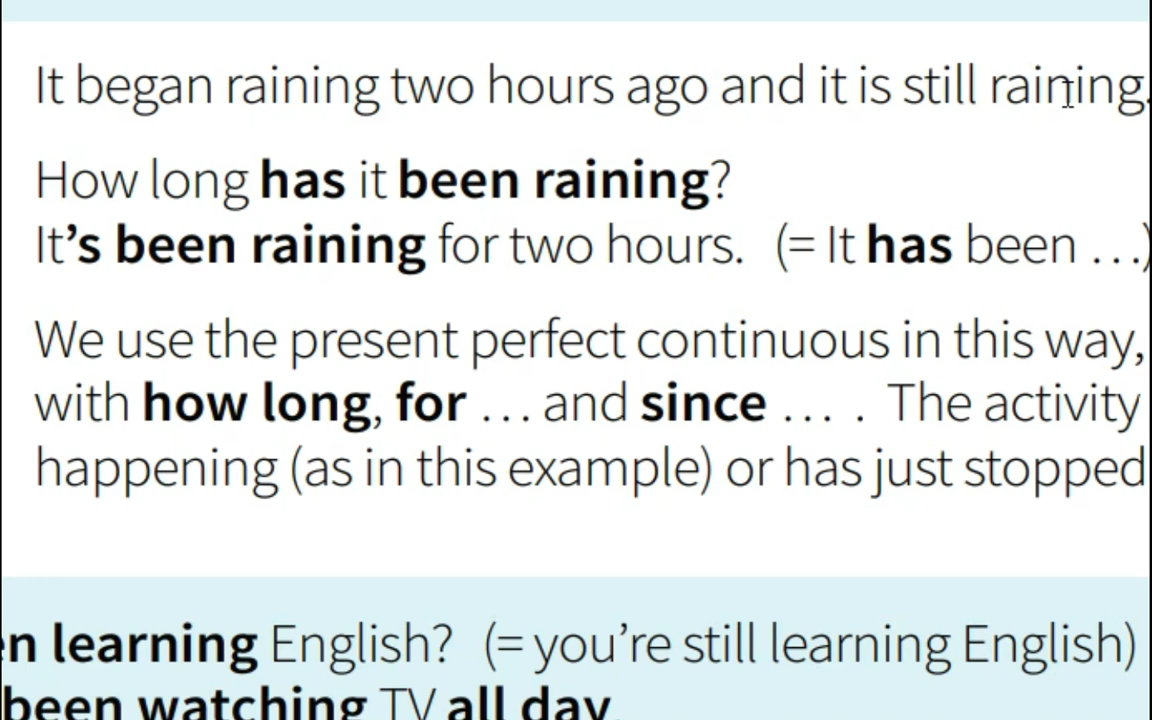 It began raining two hours ago and it is still raining.
How long has it been raining?
It’s been raining for two hours. (= It has been …)
We use the present perfect continuous in this way,
with how long, for … and since … . The activity
happening (as in this example) or has just stopped
learning English? (= you’re still learning English)
been watching TV all day.